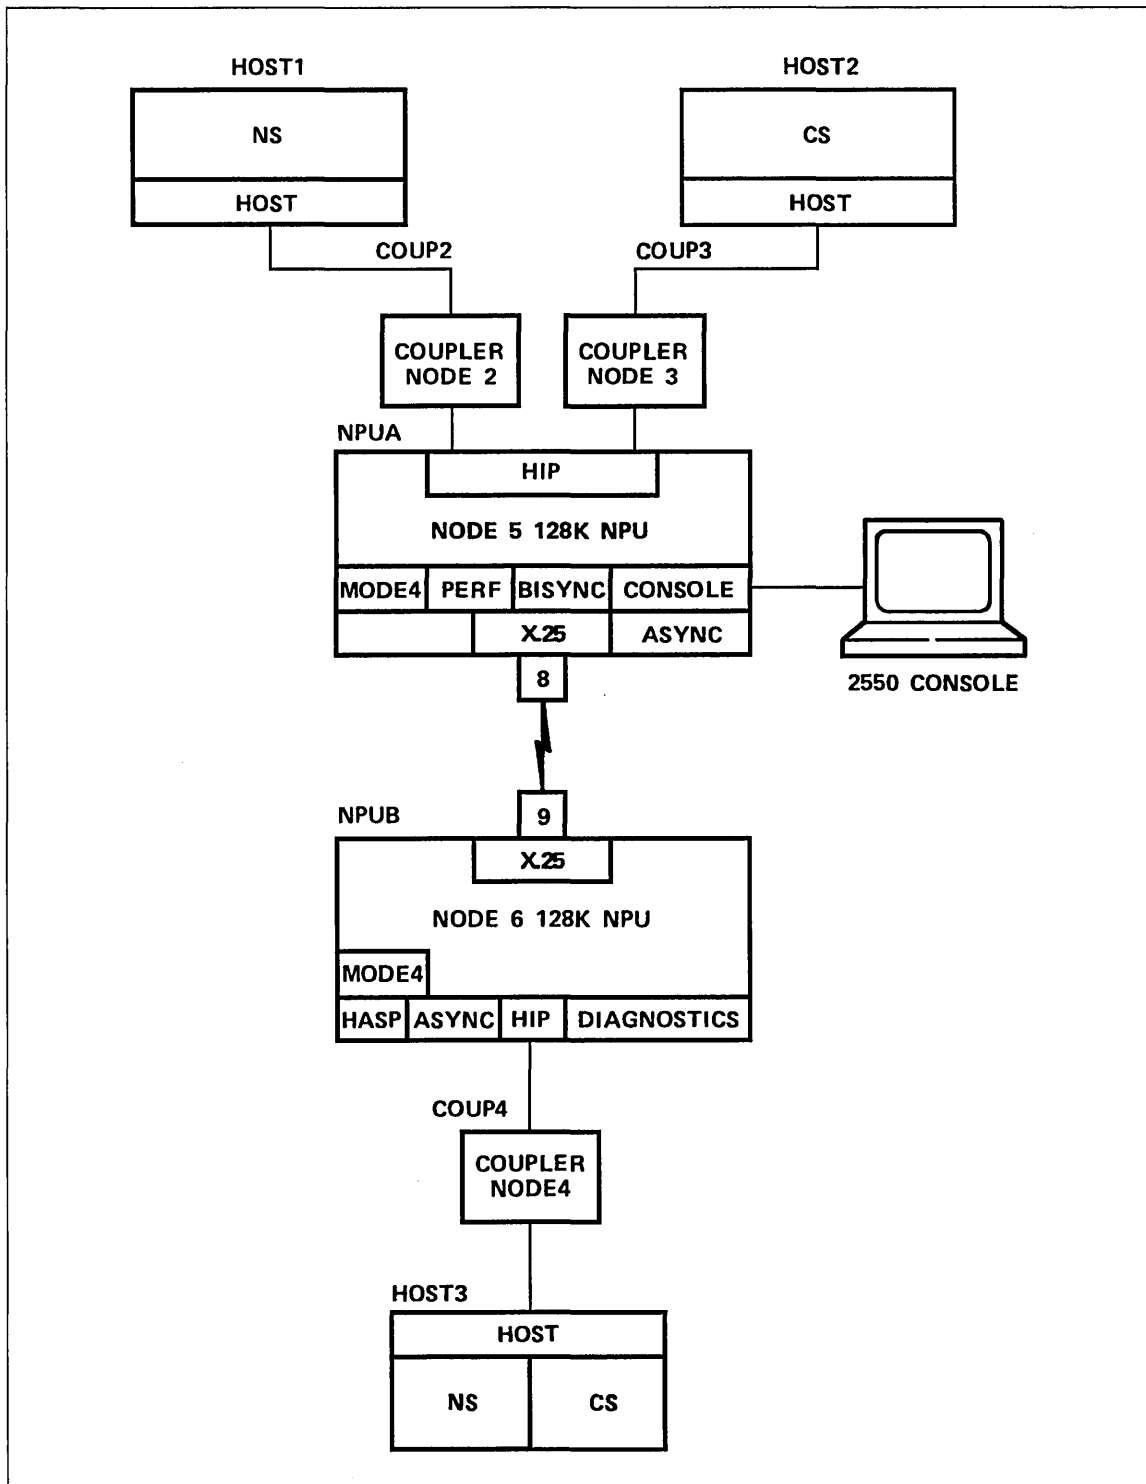 HOST1
HOST2
NS
CS
HOST
HOST
COUP2
COUP3
COUPLER
NODE 2
COUPLER
NODE 3
NPUA
HIP
NODE 5 128K NPU
MODE4
PERF
BISYNC
CONSOLE
X.25
ASYNC
8
2550 CONSOLE
NPUB
9
X.25
NODE 6 128K NPU
MODE4
HASP
ASYNC
HIP
DIAGNOSTICS
COUP4
COUPLER
NODE4
HOST3
HOST
NS
CS